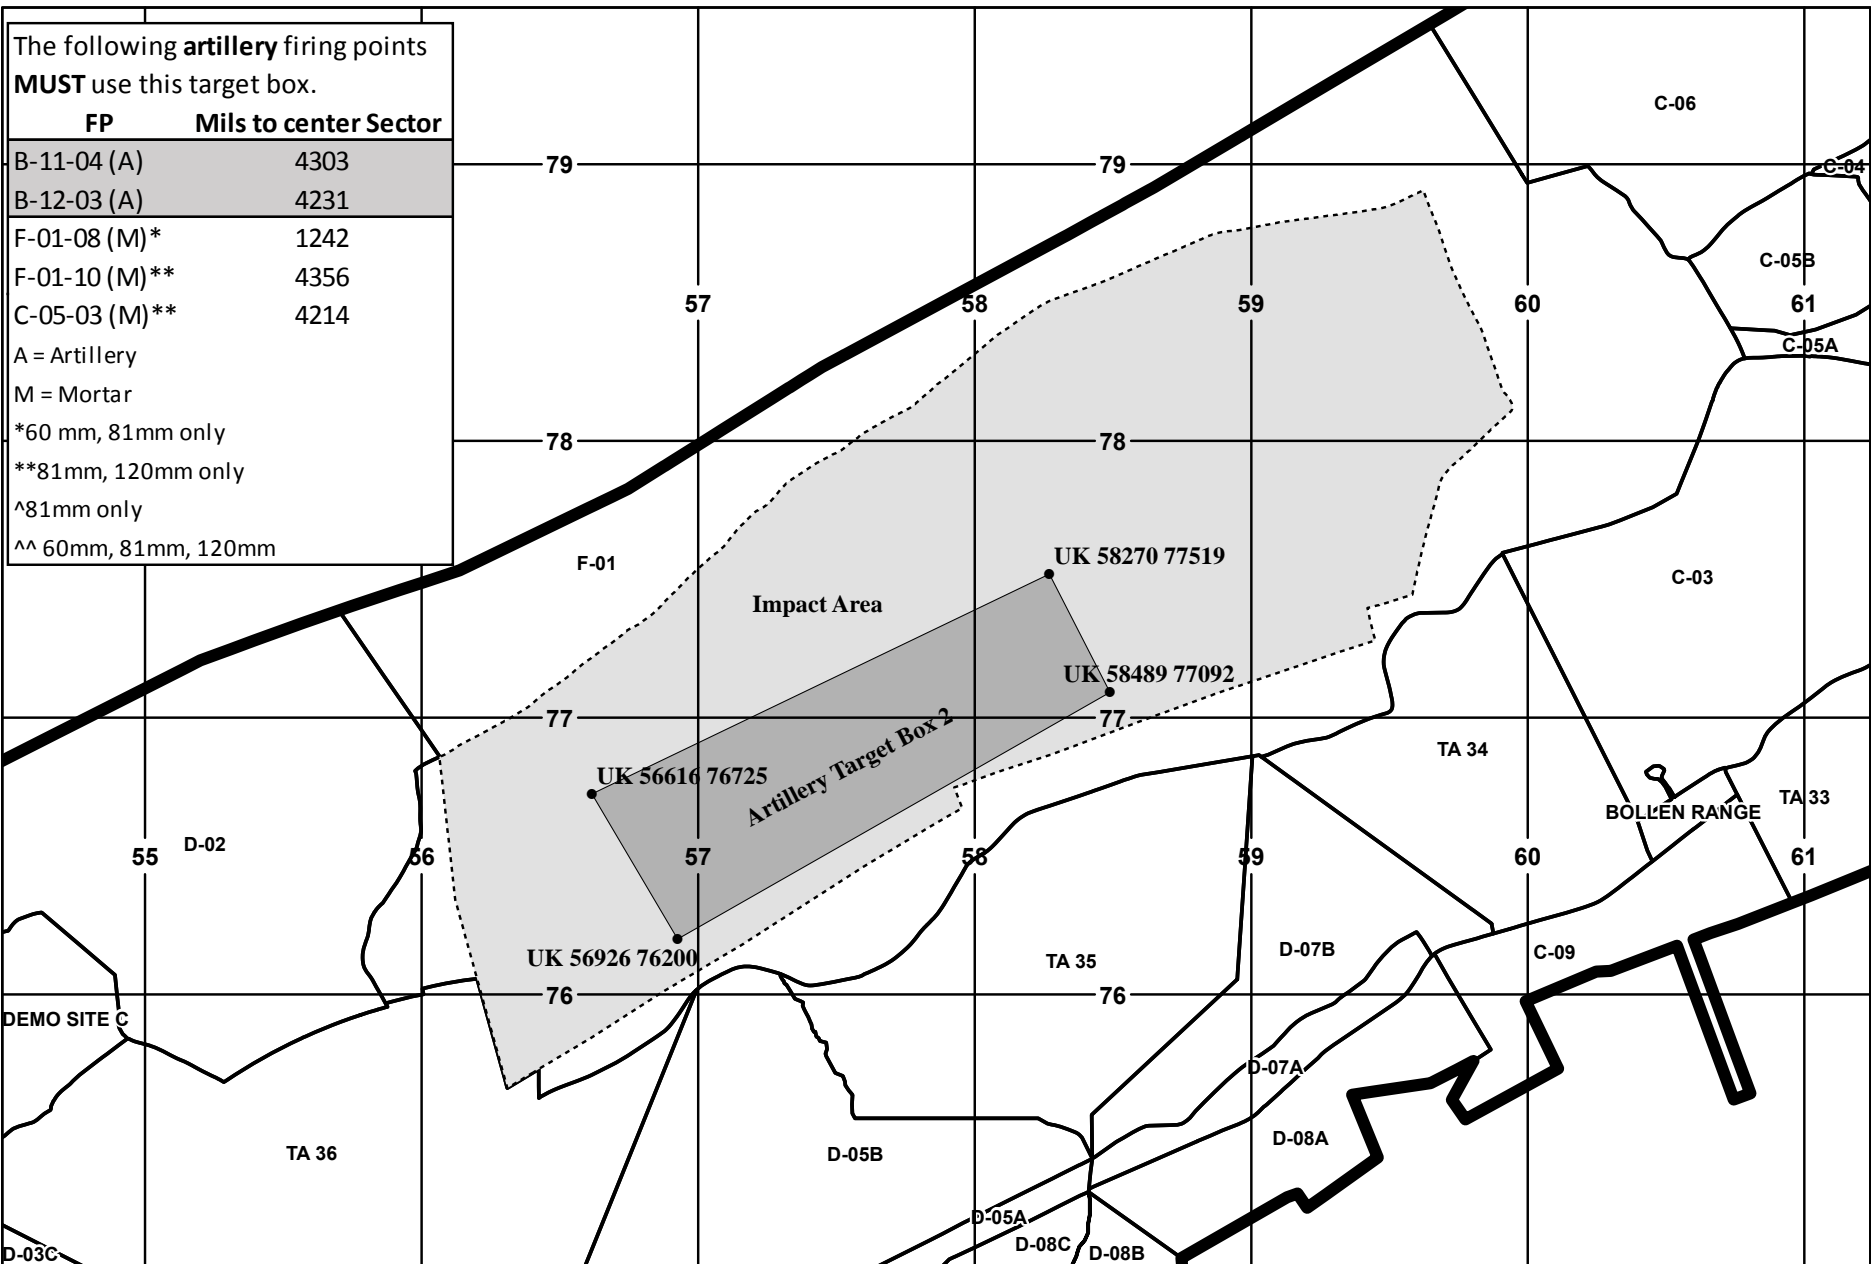 The following artillery firing points
MUST use this target box.
FP Mils to center Sector
B-11-04 (A) 4303
B-12-03 (A) 4231
F-01-08 (M)* 1242
F-01-10 (M)** 4356
C-05-03 (M)** 4214
A = Artillery
M = Mortar
*60 mm, 81mm only
**81mm, 120mm only
^81mm only
^^ 60mm, 81mm, 120mm
C-06
79 79
C-04
C-05B
57 58 59 60 61
C-05A
78 78
F-01
UK 58270 77519
C-03
Impact Area
UK 58489 77092
77 77
Artillery Target Box 2
TA 34
UK 56616 76725
TA 33
BOLLEN RANGE
D-02
55 56 57 58 59 60 61
UK 56926 76200
TA 35
D-07B
C-09
76 76
DEMO SITE C
D-07A
TA 36
D-05B
D-08A
D-05A
D-08C
D-08B
D-03C